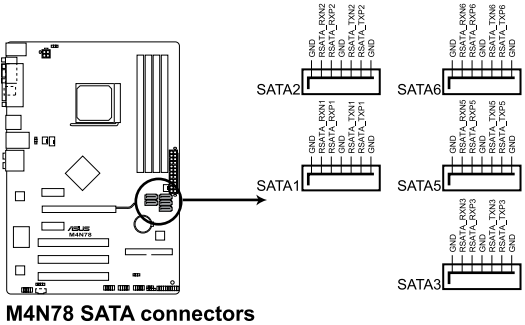 GND
RSATA_RXN2
RSATA_RXP2
GND
RSATA_TXN2
RSATA_TXP2
GND
SATA2
GND
RSATA_RXN6
RSATA_RXP6
GND
RSATA_TXN6
RSATA_TXP6
GND
SATA6
GND
RSATA_RXN1
RSATA_RXP1
GND
RSATA_TXN1
RSATA_TXP1
GND
SATA1
GND
RSATA_RXN5
RSATA_RXP5
GND
RSATA_TXN5
RSATA_TXP5
GND
SATA5
GND
RSATA_RXN3
RSATA_RXP3
GND
RSATA_TXN3
RSATA_TXP3
GND
SATA3
ASUS
M4N78
M4N78 SATA connectors